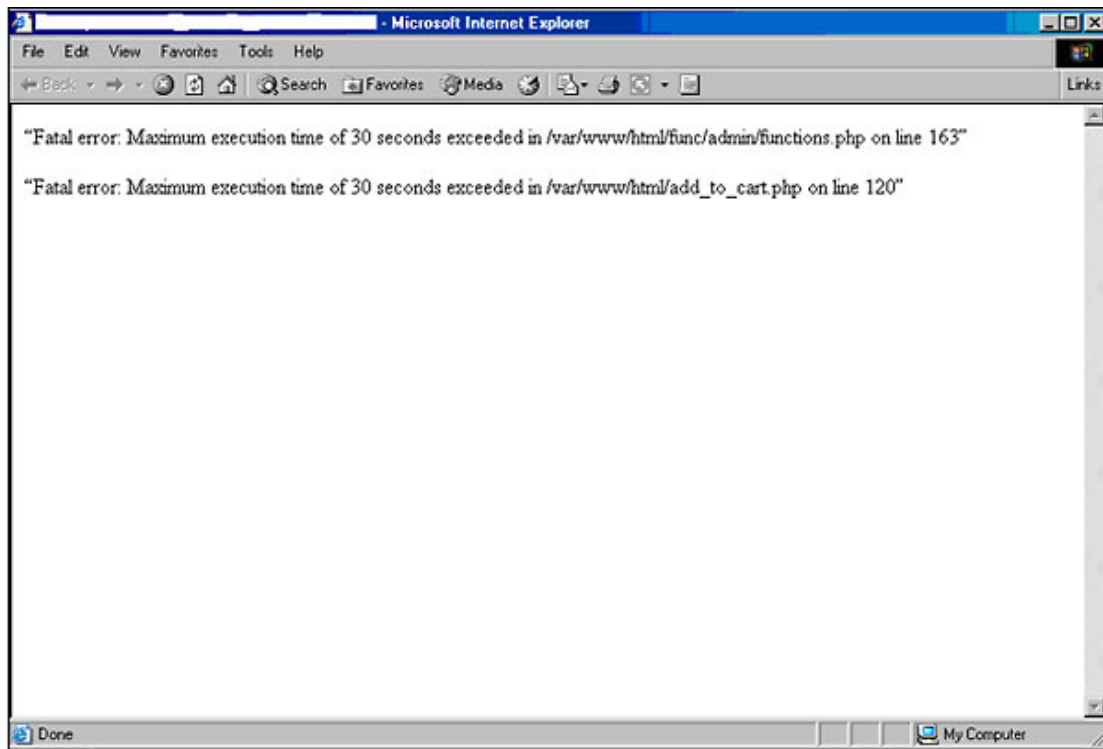 - Microsoft Internet Explorer
File Edit View Favorites Tools Help
Back Search Favorites Media Links
“Fatal error: Maximum execution time of 30 seconds exceeded in /var/www/html/func/admin/functions.php on line 163”
“Fatal error: Maximum execution time of 30 seconds exceeded in /var/www/html/add_to_cart.php on line 120”
Done My Computer